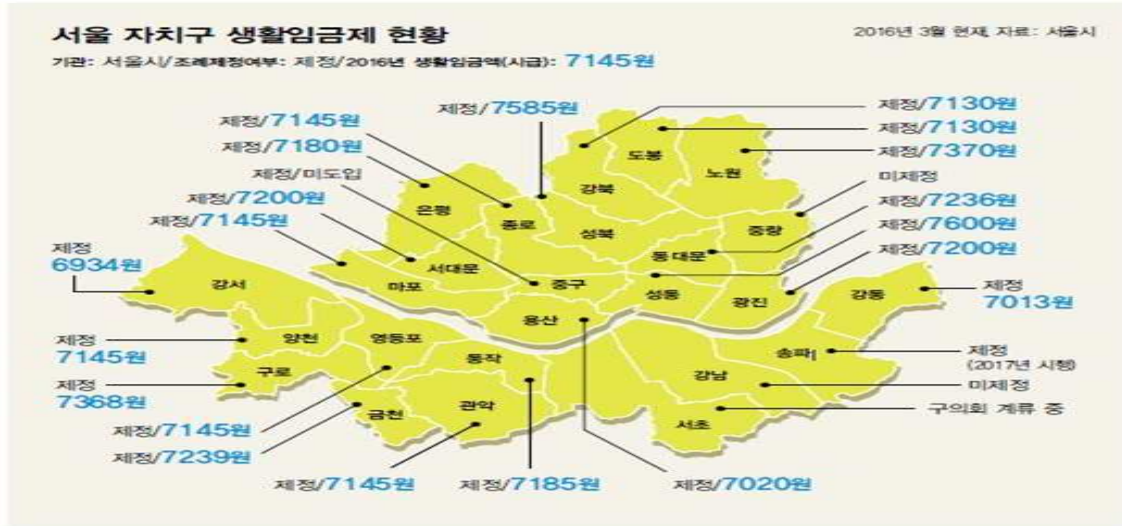 서울 자치구 생활임금제 현황
2016년 3월 현재, 자료: 서울시
기관: 서울시/조례제정여부: 제정/2016년 생활임금액(시급): 7145원
제정/7585원
제정/7145원
제정/7180원
제정/미도입
제정/7200원
제정/7145원
제정
6934원
제정
7145원
제정
7368원
제정/7145원
제정/7239원
제정/7145원
제정/7185원
제정/7020원
제정/7130원
제정/7130원
제정/7370원
미제정
제정/7236원
제정/7600원
제정/7200원
제정
7013원
제정
(2017년 시행)
미제정
구의회 계류 중
도봉
노원
강북
은평
종로
성북
중랑
동대문
서대문
마포
중구
성동
광진
강동
강서
용산
양천
영등포
동작
구로
금천
관악
송파
강남
서초